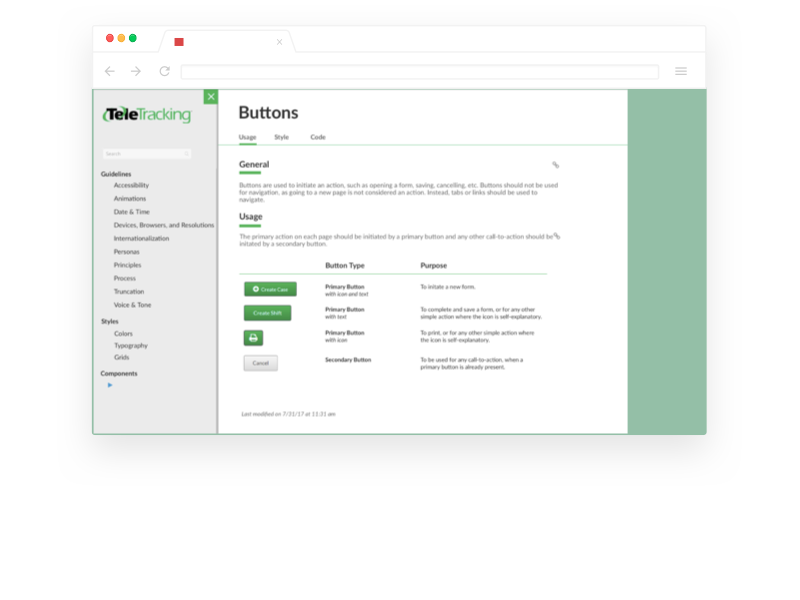 TeleTracking
Search
Guidelines
Accessibility
Animations
Date & Time
Devices, Browsers, and Resolutions
Internationalization
Personas
Principles
Process
Truncation
Voice & Tone
Styles
Colors
Typography
Grids
Components
Buttons
Usage Style Code
General
Buttons are used to initiate an action, such as opening a form, saving, cancelling, etc. Buttons should not be used
for navigation, as going to a new page is not considered an action. Instead, tabs or links should be used to
navigate.
Usage
The primary action on each page should be initiated by a primary button and any other call-to-action should be
initated by a secondary button.
Button Type Purpose
Create Case Primary Button To initate a new form.
with icon and text
Create Shift Primary Button To complete and save a form, or for any other
with text simple action where the icon is self-explanatory.
Primary Button To print, or for any other simple action where
with icon the icon is self-explanatory.
Cancel Secondary Button To be used for any call-to-action, when a
primary button is already present.
Last modified on 7/21/17 at 11:21 am